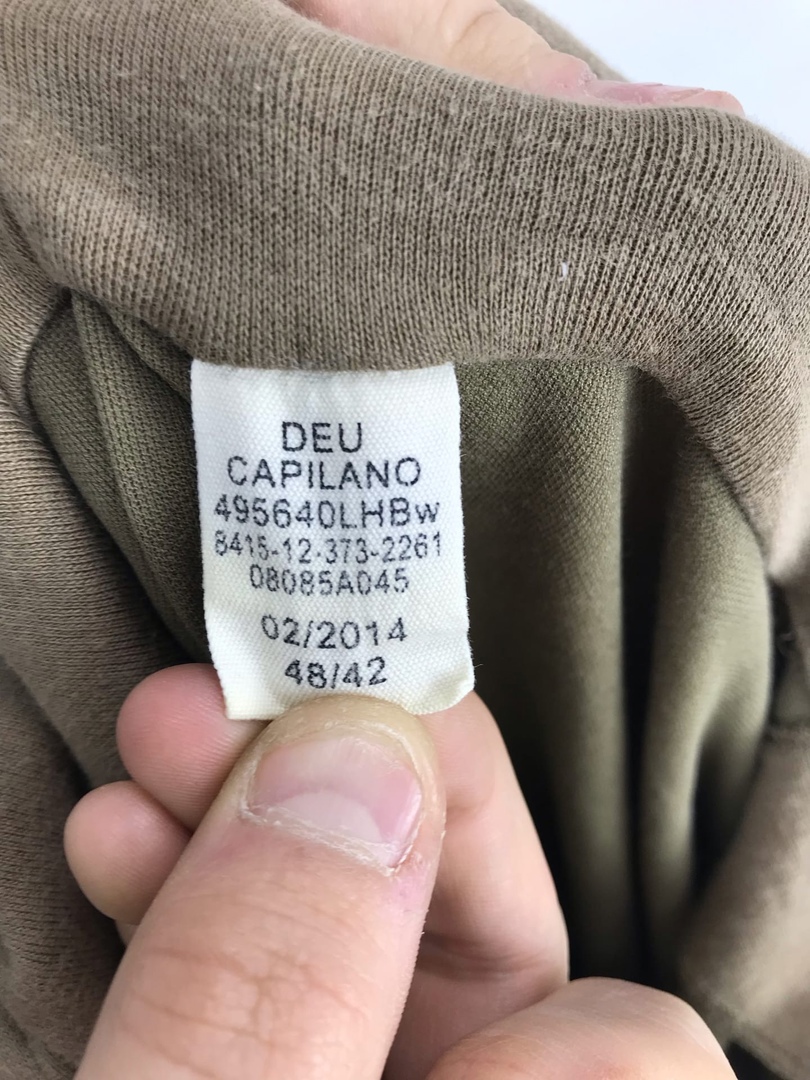 DEU
CAPILANO
495640LHBw
8415-12-373-2261
08085A045
02/2014
48/42